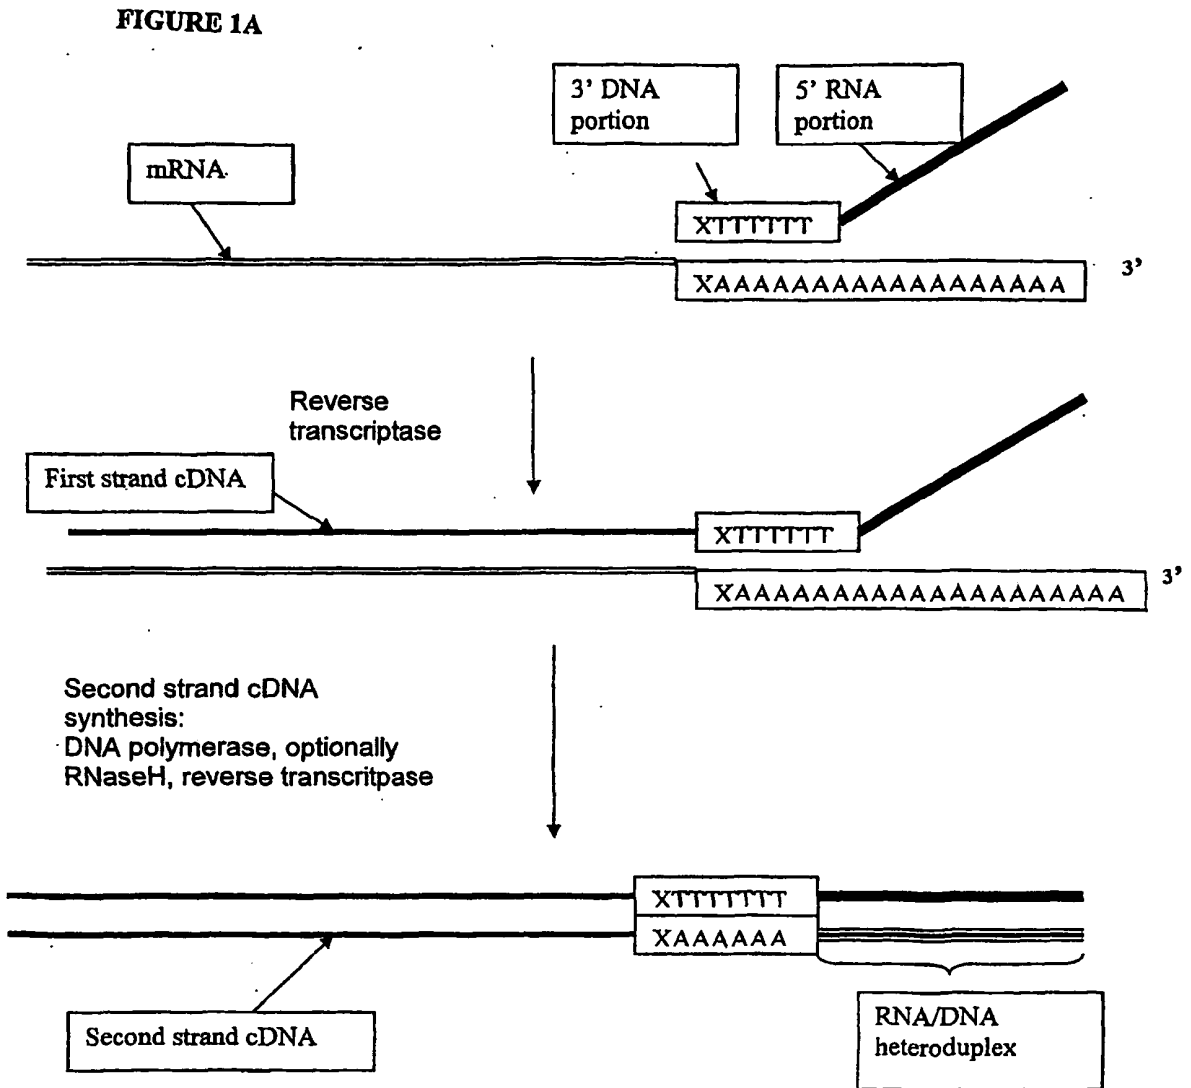 FIGURE 1A
3’ DNA
portion
5’ RNA
portion
mRNA
XTTTTTT
XAAAAAAAAAAAAAAAAAA
3’
Reverse
transcriptase
First strand cDNA
XTTTTTT
XAAAAAAAAAAAAAAAAAAAA
3’
Second strand cDNA
synthesis:
DNA polymerase, optionally
RNaseH, reverse transcritpase
XTTTTTTT
XAAAAAA
Second strand cDNA
RNA/DNA
heteroduplex